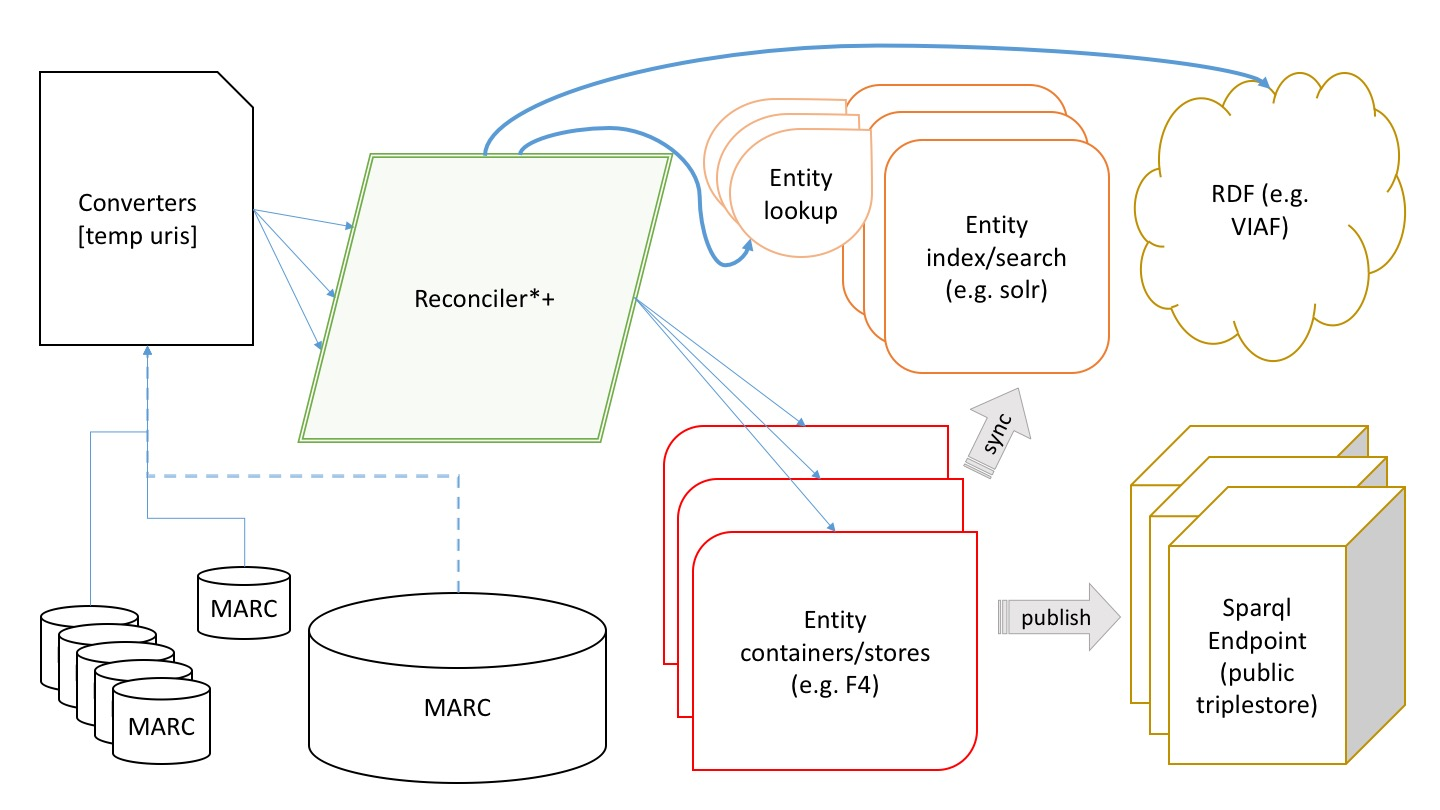 Converters
[temp uris]
Reconciler*+
Entity
lookup
Entity
index/search
(e.g. solr)
RDF (e.g.
VIAF)
sync
MARC
MARC
MARC
Entity
containers/stores
(e.g. F4)
publish
Sparql
Endpoint
(public
triplestore)